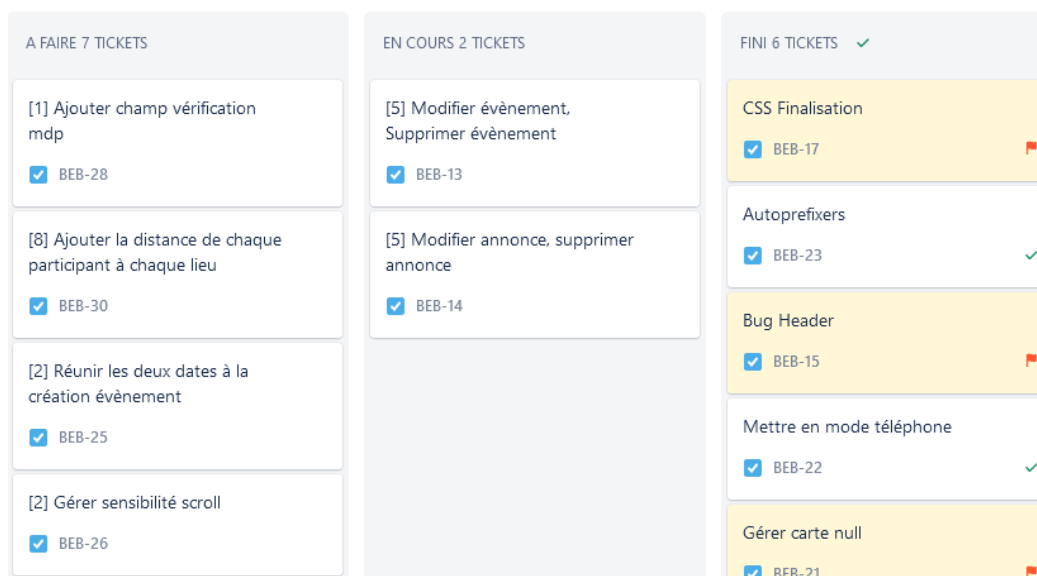 A FAIRE 7 TICKETS
[1] Ajouter champ vérification
mdp
BEB-28
[8] Ajouter la distance de chaque
participant à chaque lieu
BEB-30
[2] Réunir les deux dates à la
création évènement
BEB-25
[2] Gérer sensibilité scroll
BEB-26
EN COURS 2 TICKETS
[5] Modifier évènement,
Supprimer évènement
BEB-13
[5] Modifier annonce, supprimer
annonce
BEB-14
FINI 6 TICKETS
CSS Finalisation
BEB-17
Autoprefixers
BEB-23
Bug Header
BEB-15
Mettre en mode téléphone
BEB-22
Gérer carte null
BEB-21